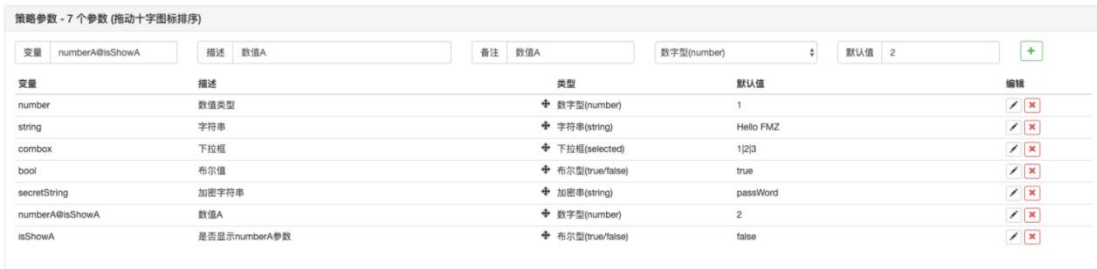 策略参数 - 7 个参数 (拖动十字图标排序)
变量 numberA@isShowA 描述 数值A 备注 数值A 数字型(number) 默认值 2
变量 描述 类型 默认值 编辑
number 数值类型 数字型(number) 1
string 字符串 字符串(string) Hello FMZ
combox 下拉框 下拉框(selected) 1|2|3
bool 布尔值 布尔型(true/false) true
secretString 加密字符串 加密串(string) passWord
numberA@isShowA 数值A 数字型(number) 2
isShowA 是否显示numberA参数 布尔型(true/false) false